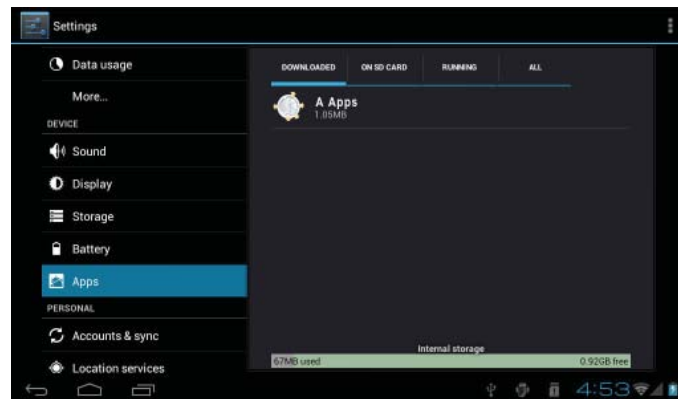 Settings
Data usage
More...
DEVICE
Sound
Display
Storage
Battery
Apps
PERSONAL
Accounts & sync
Location services
DOWNLOADED ON SD CARD RUNNING ALL
A Apps
1.05MB
Internal storage
67MB used 0.92GB free
4:53